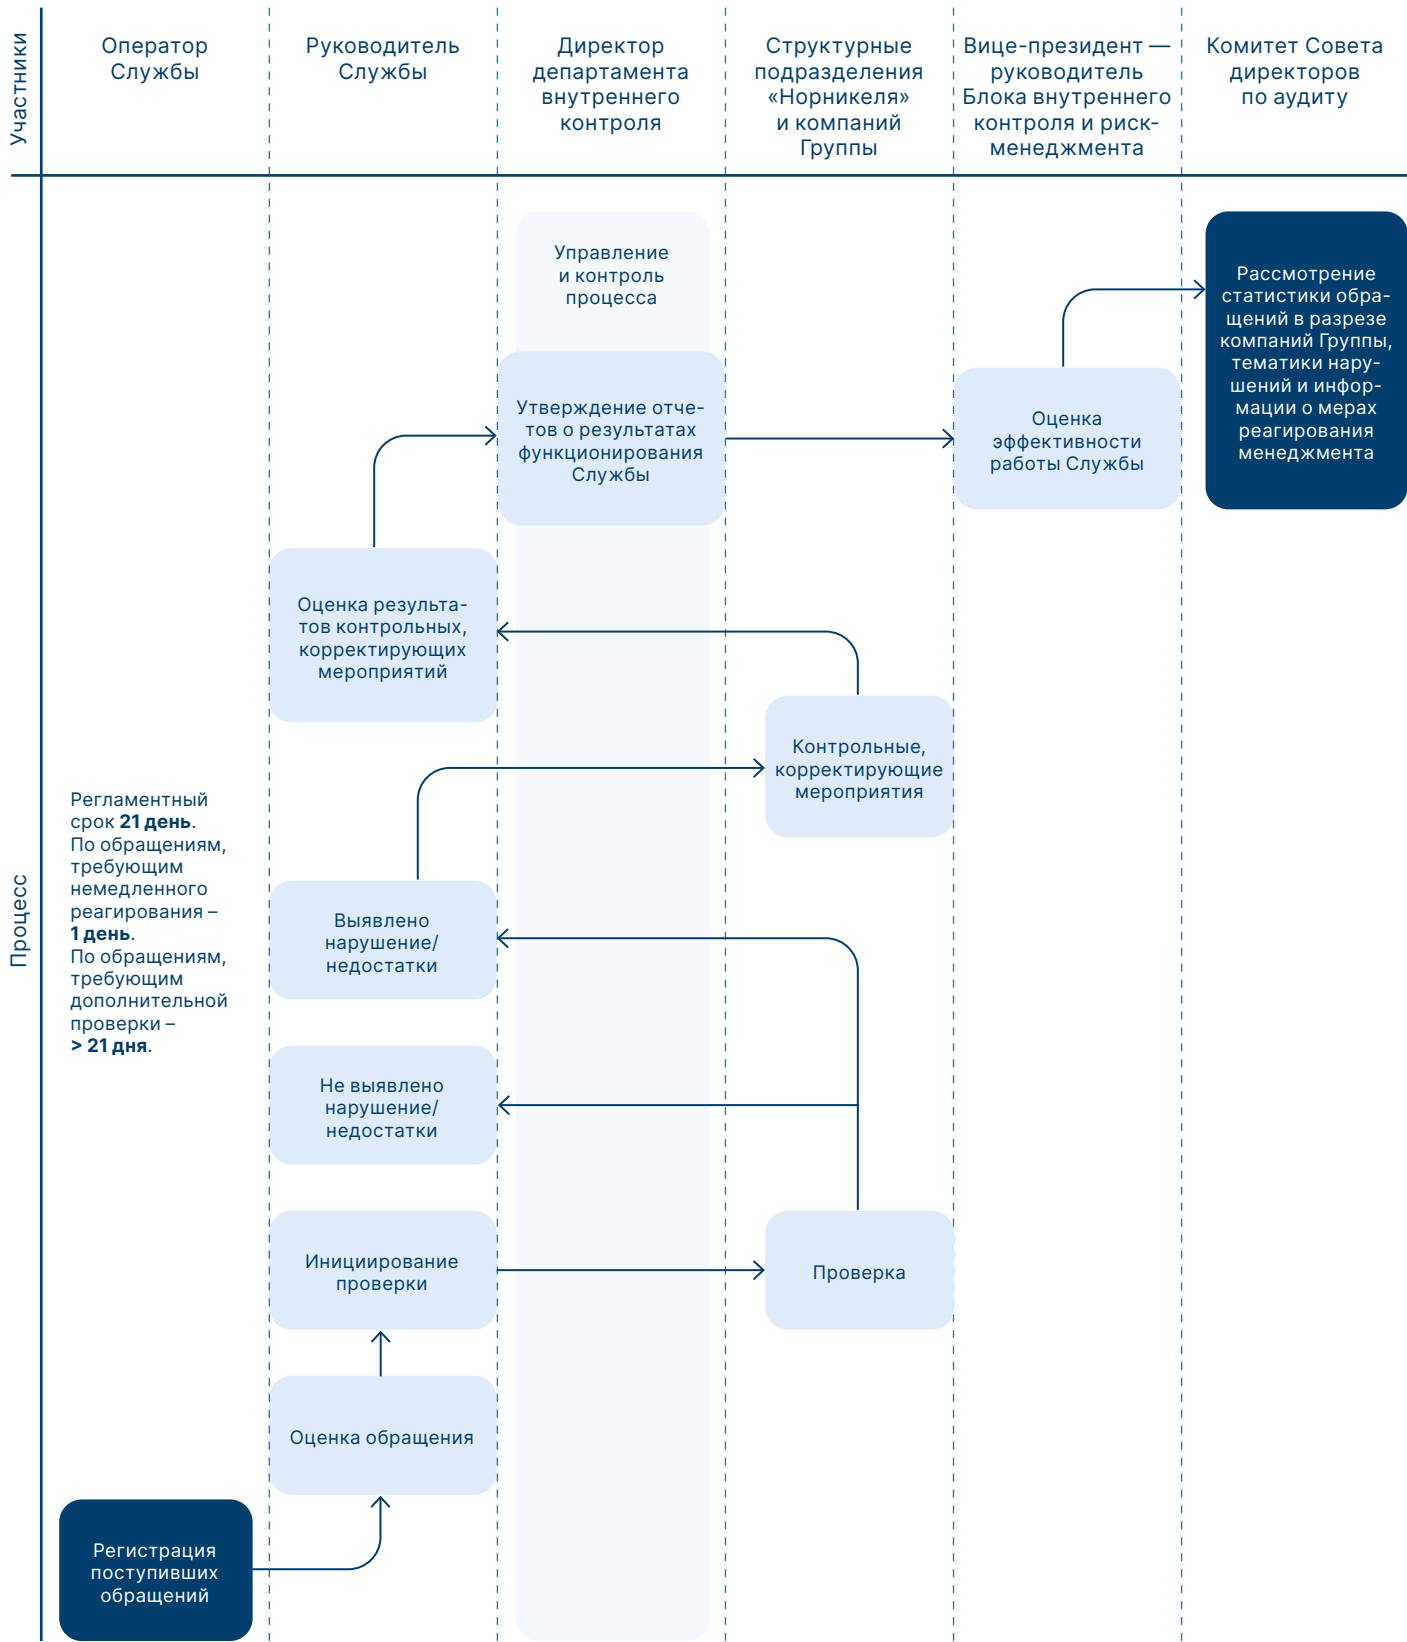 Участники
Оператор
Службы
Руководитель
Службы
Директор
департамента
внутреннего
контроля
Структурные
подразделения
«Норникеля»
и компаний
Группы
Вице-президент —
руководитель
Блока внутреннего
контроля и риск-
менеджмента
Комитет Совета
директоров
по аудиту
Процесс
Управление
и контроль
процесса
Рассмотрение
статистики обра-
щений в разрезе
компаний Группы,
тематики нару-
шений и инфор-
мации о мерах
реагирования
менеджмента
Утверждение отче-
тов о результатах
функционирования
Службы
Оценка
эффективности
работы Службы
Оценка результа-
тов контрольных,
корректирующих
мероприятий
Контрольные,
корректирующие
мероприятия
Регламентный
срок 21 день.
По обращениям,
требующим
немедленного
реагирования –
1 день.
По обращениям,
требующим
дополнительной
проверки –
> 21 дня.
Выявлено
нарушение/
недостатки
Не выявлено
нарушение/
недостатки
Инициирование
проверки
Проверка
Оценка обращения
Регистрация
поступивших
обращений